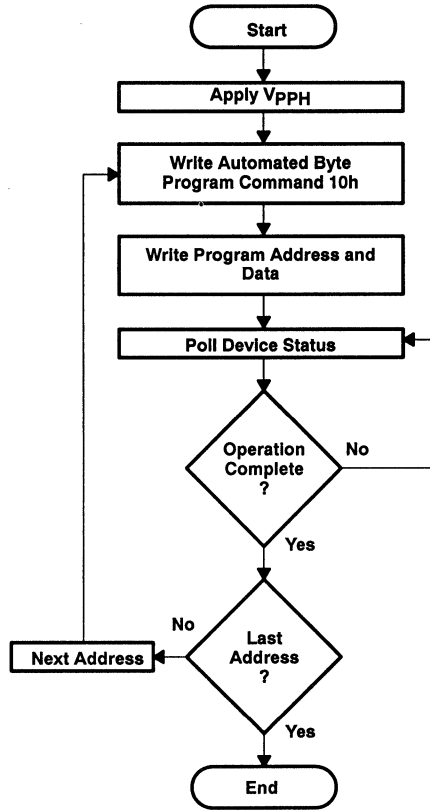 Start
Apply VPPH
Write Automated Byte
Program Command 10h
Write Program Address and
Data
Poll Device Status
Operation
Complete
?
No
Yes
No
Last
Address
?
Next Address
Yes
End